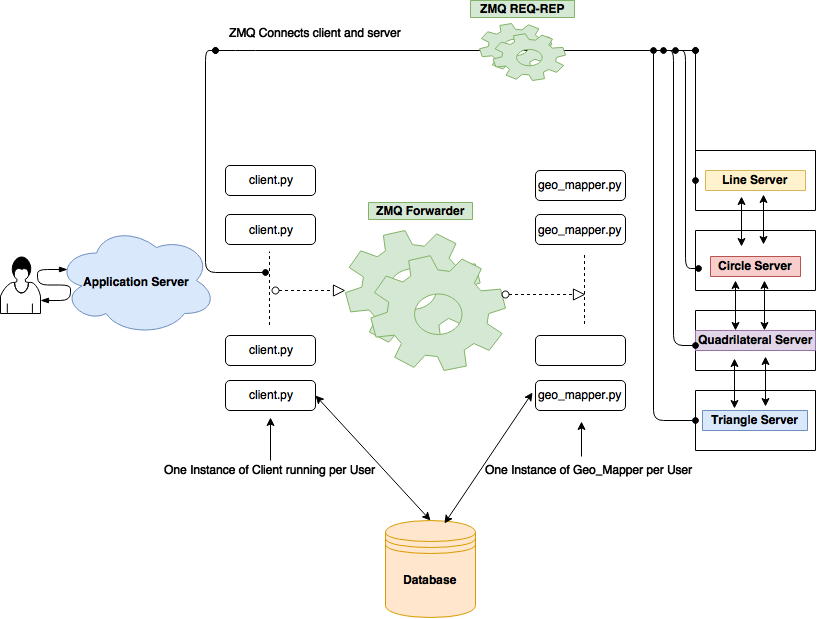 ZMQ REQ-REP
ZMQ Connects client and server
client.py
geo_mapper.py
Line Server
ZMQ Forwarder
client.py
geo_mapper.py
Application Server
Circle Server
client.py
Quadrilateral Server
client.py
geo_mapper.py
Triangle Server
One Instance of Client running per User
One Instance of Geo_Mapper per User
Database